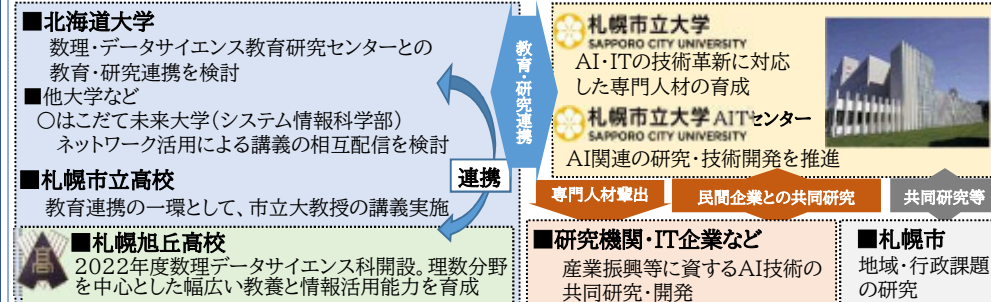 ■北海道大学
数理・データサイエンス教育研究センターとの
教育・研究連携を検討
■他大学など
○はこだて未来大学(システム情報科学部)
ネットワーク活用による講義の相互配信を検討
■札幌市立高校
教育連携の一環として、市立大教授の講義実施
連携
高
■札幌旭丘高校
2022年度数理データサイエンス科開設。理数分野
を中心とした幅広い教養と情報活用能力を育成
教育・研究連携
札幌市立大学
SAPPORO CITY UNIVERSITY
AI・ITの技術革新に対応
した専門人材の育成
札幌市立大学AITセンター
SAPPORO CITY UNIVERSITY
AI関連の研究・技術開発を推進
専門人材輩出
民間企業との共同研究
共同研究等
■研究機関・IT企業など
産業振興等に資するAI技術の
共同研究・開発
■札幌市
地域・行政課題
の研究